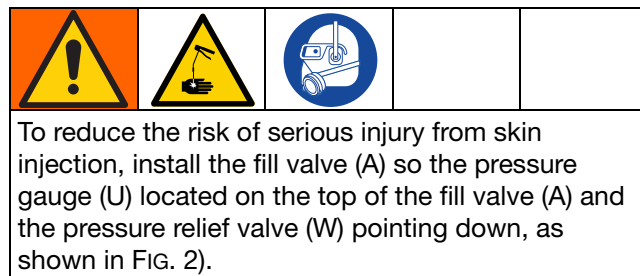 To reduce the risk of serious injury from skin
injection, install the fill valve (A) so the pressure
gauge (U) located on the top of the fill valve (A) and
the pressure relief valve (W) pointing down, as
shown in FIG. 2).